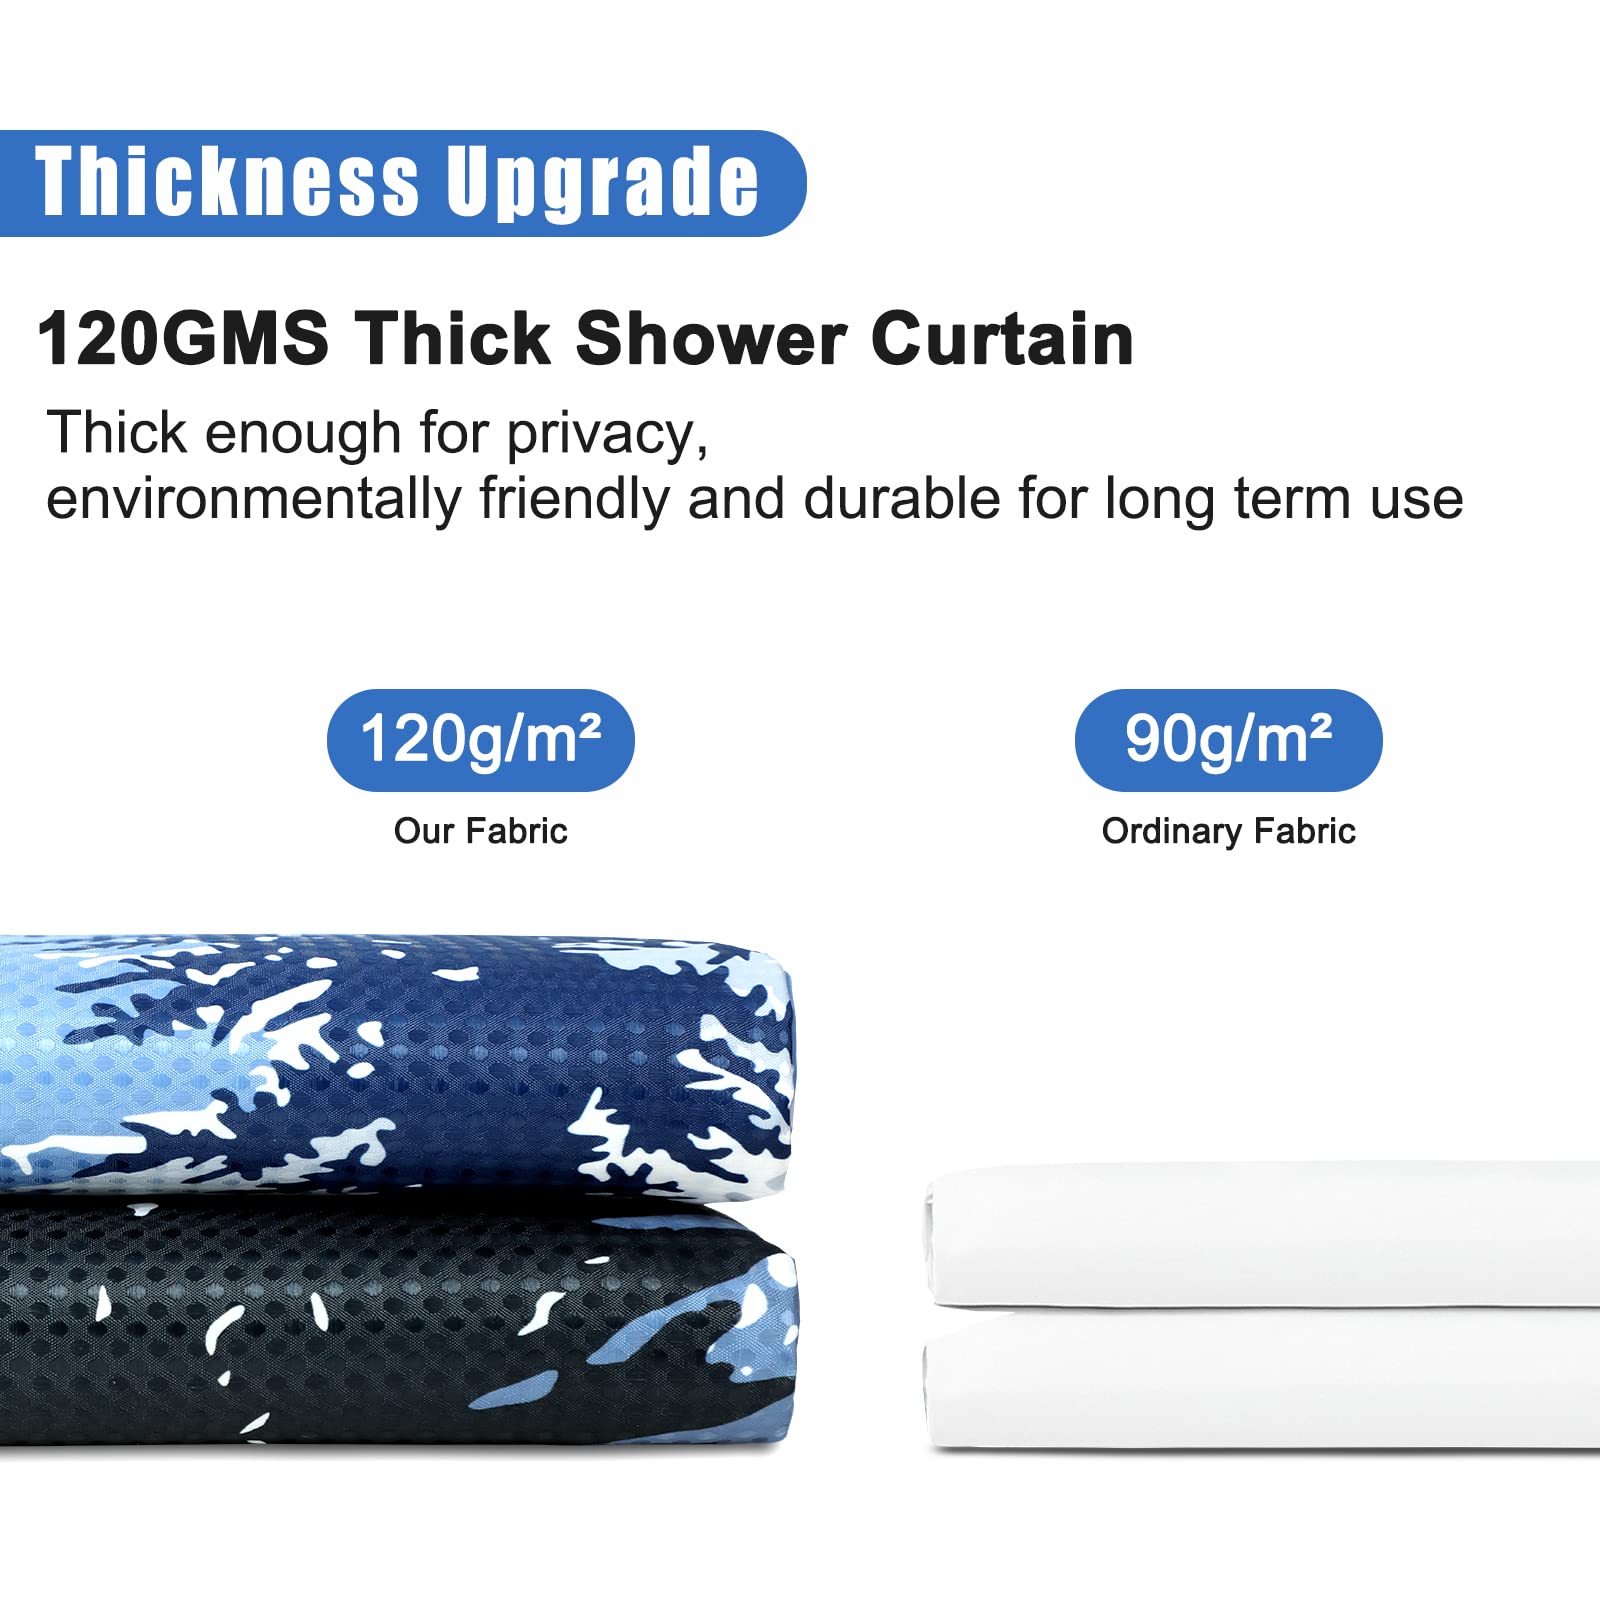 Thickness Upgrade
120GMS Thick Shower Curtain
Thick enough for privacy,
environmentally friendly and durable for long term use
120g/m²
90g/m²
Our Fabric
Ordinary Fabric